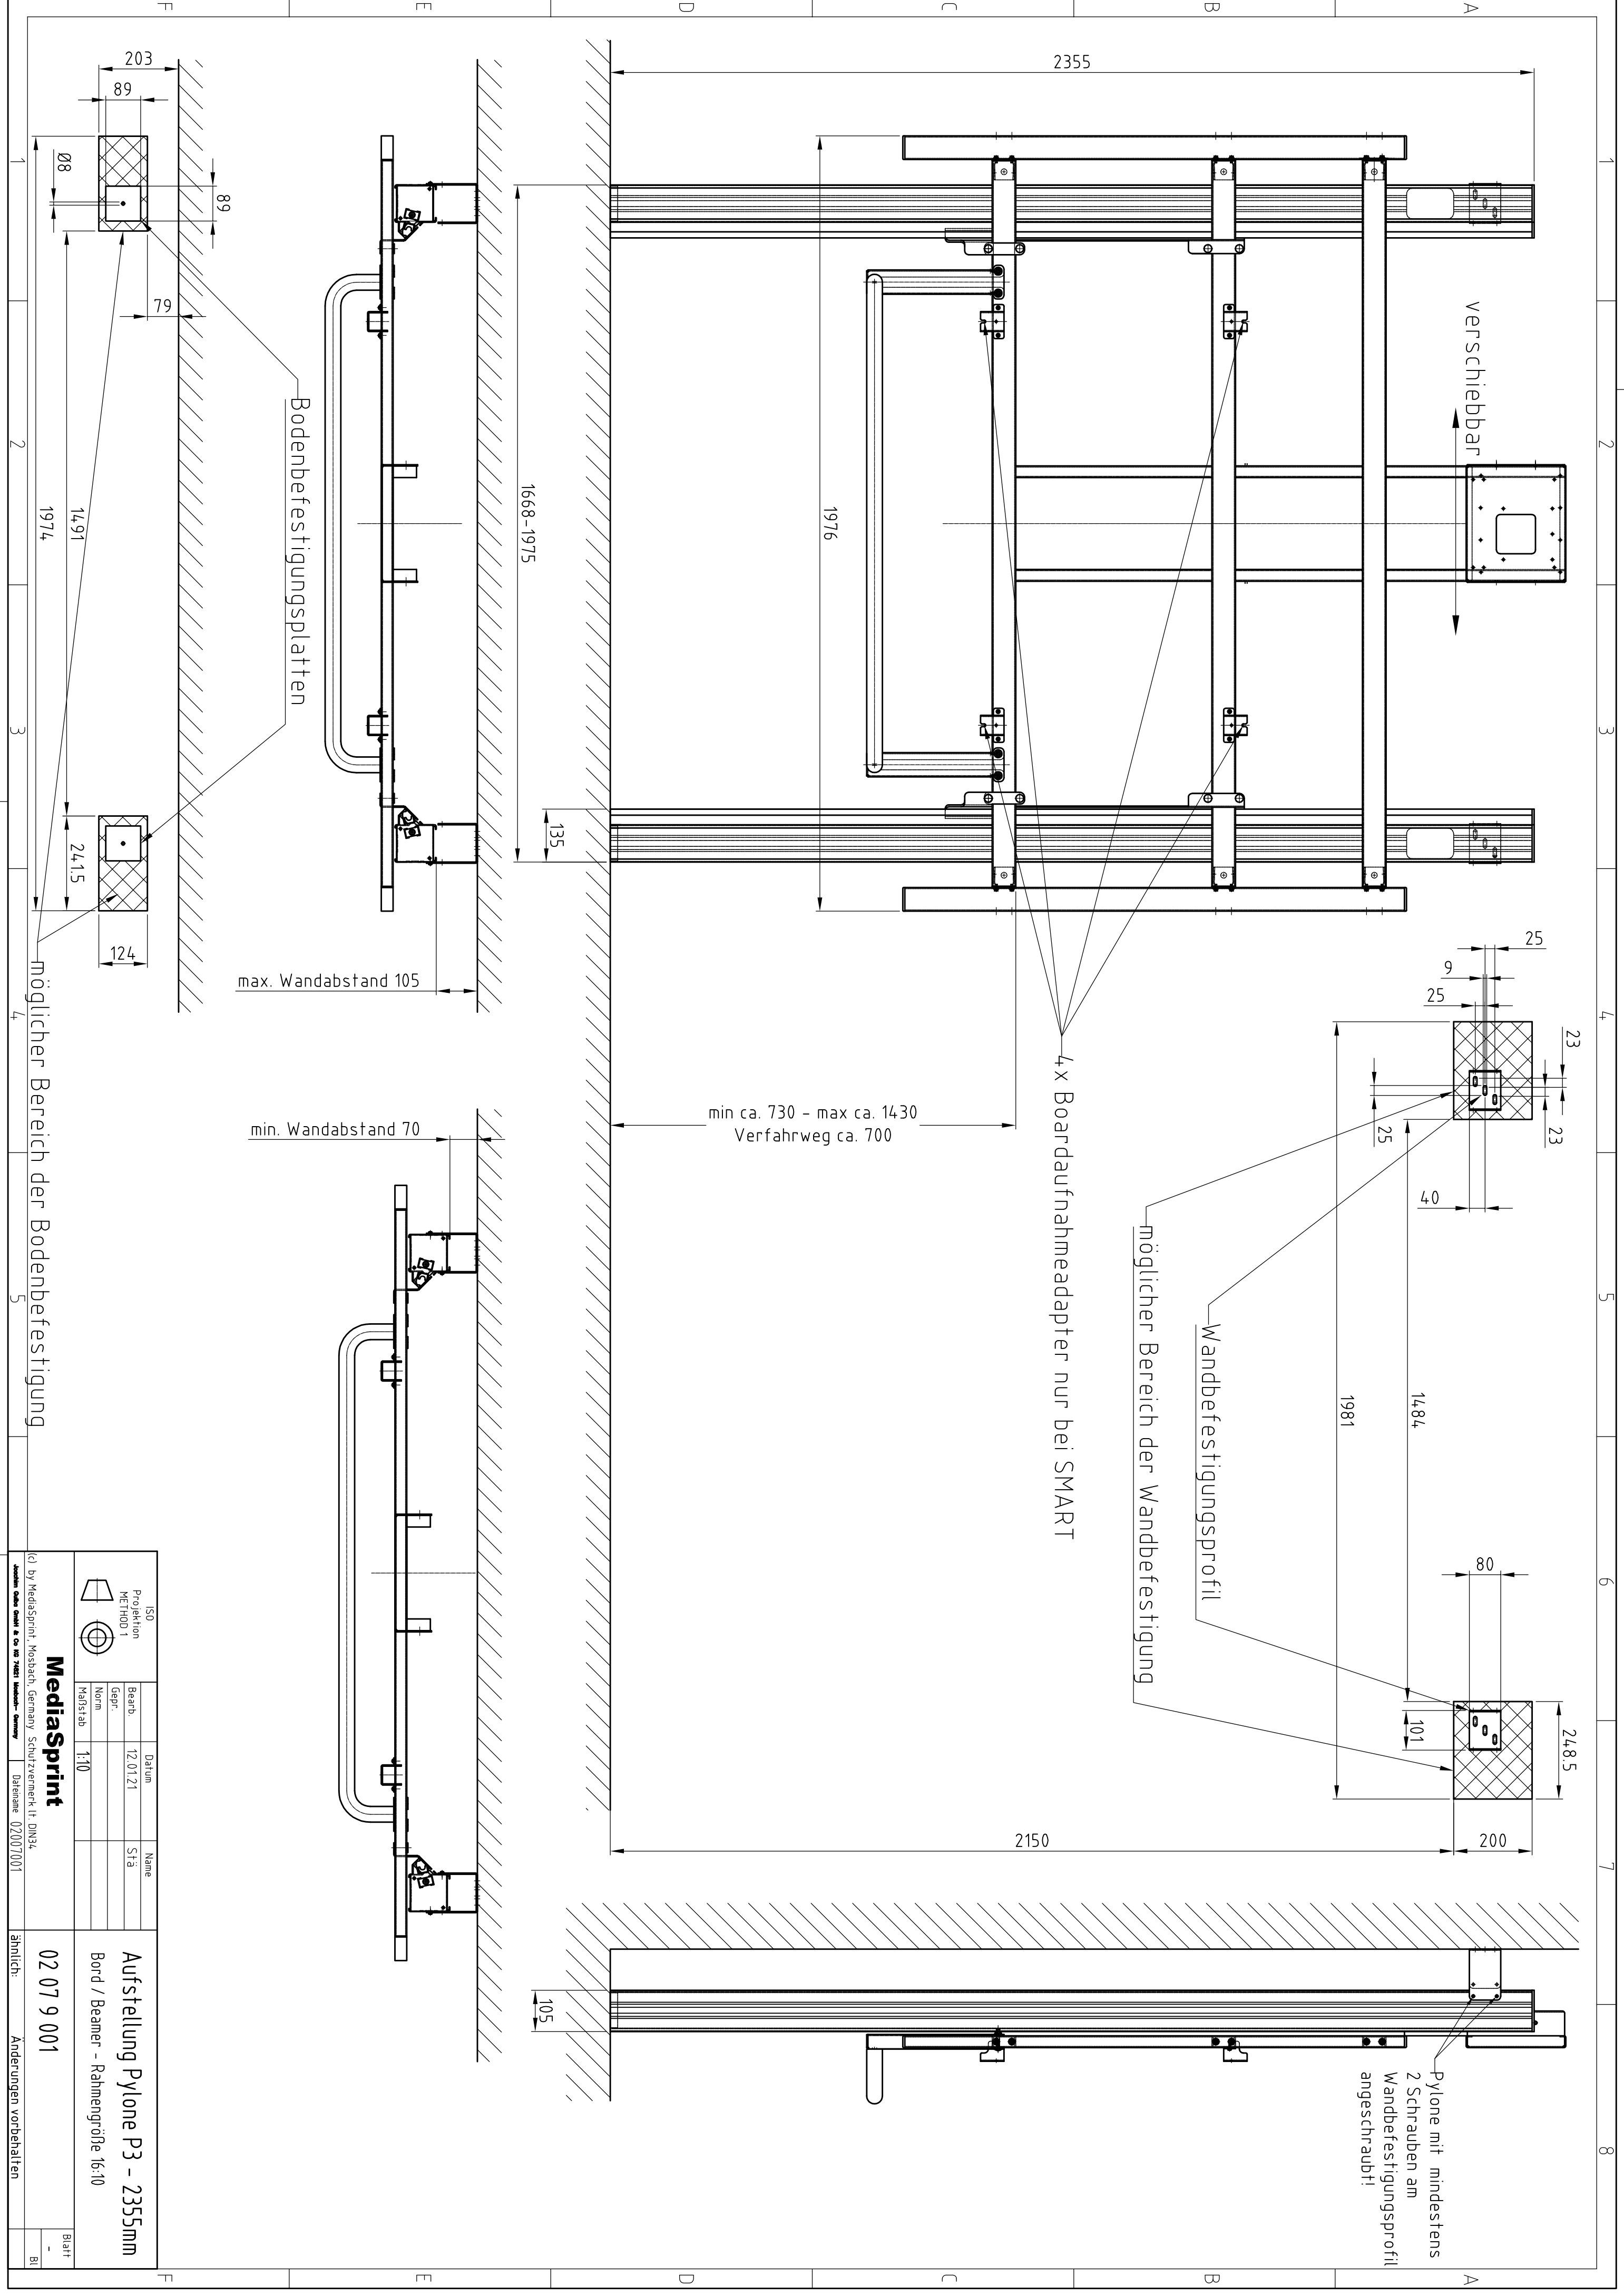 1
2
3
4
5
6
7
8
A
B
C
D
E
F
2355
verschiebbar
1976
1668-1975
135
25
9
25
23
23
25
40
1484
1981
80
101
248.5
200
2150
Wandbefestigungsprofil
möglicher Bereich der Wandbefestigung
4x Boardaufnahmeadapter nur bei SMART
min ca. 730 - max ca. 1430
Verfahrweg ca. 700
Pylone mit mindestens
2 Schrauben am
Wandbefestigungsprofil
angeschraubt!
105
max. Wandabstand 105
min. Wandabstand 70
203
89
89
Ø8
79
1491
1974
241.5
124
Bodenbefestigungsplatten
möglicher Bereich der Bodenbefestigung
ISO
Projektion
METHOD 1
Datum
Name
Bearb.
12.01.21
Stä
Gepr.
Norm
Maßstab
1:10
Aufstellung Pylone P3 - 2355mm
Bord / Beamer - Rahmengröße 16:10
MediaSprint
(c) by MediaSprint, Mosbach, Germany Schutzvermerk lt. DIN34
Dateiname 02007001
02 07 9 001
Blatt
-
Bl
ähnlich:
Änderungen vorbehalten
1
2
3
4
5
A
B
C
D
E
F